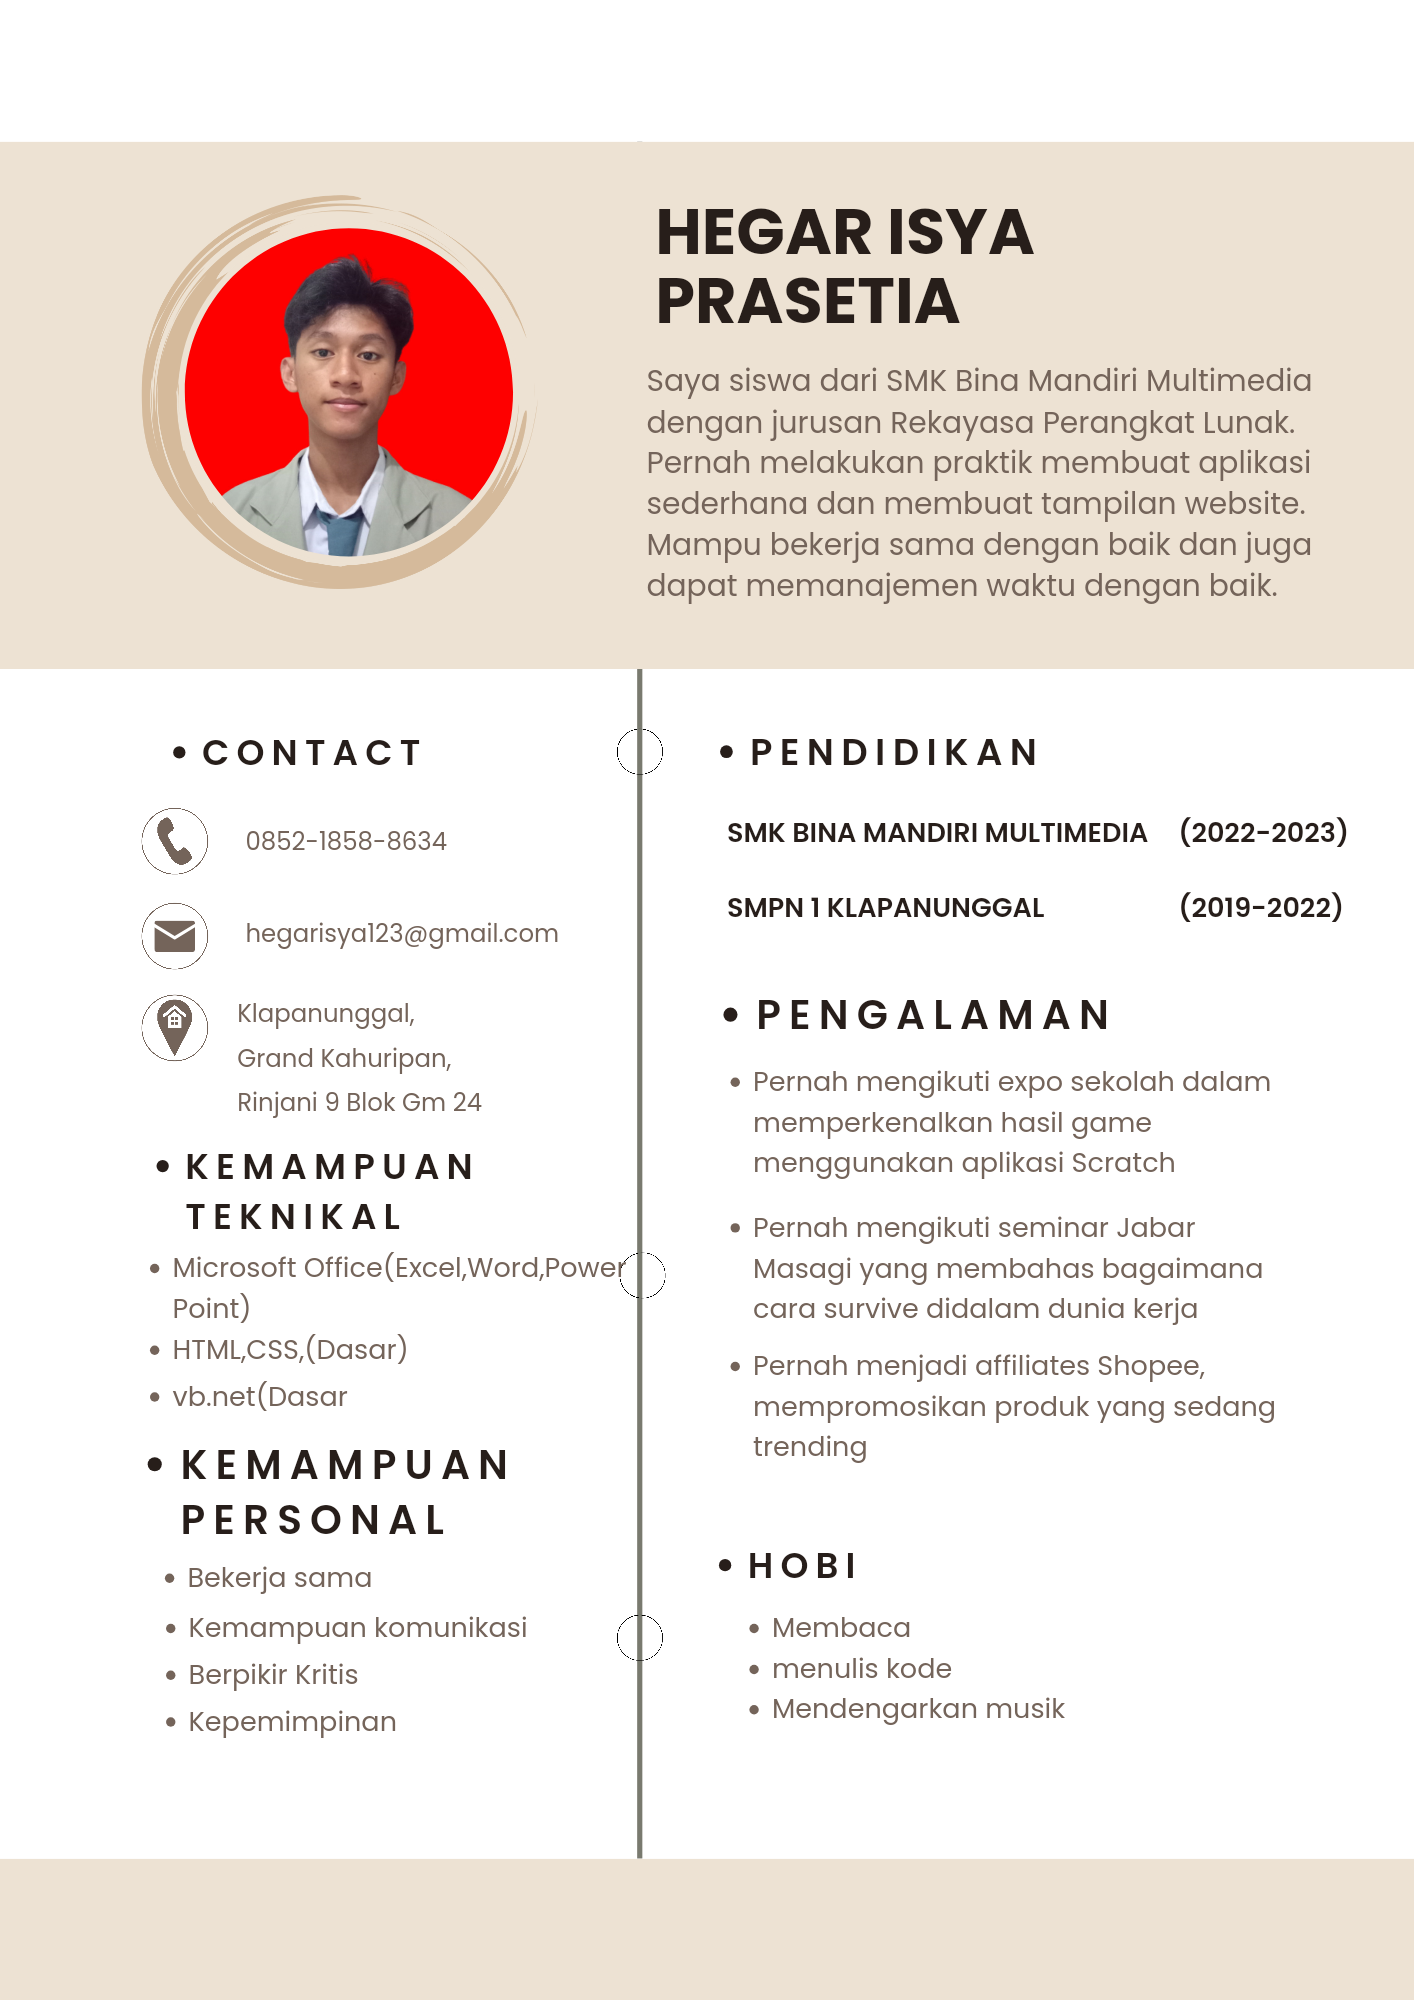 HEGAR ISYA
PRASETIA
Saya siswa dari SMK Bina Mandiri Multimedia
dengan jurusan Rekayasa Perangkat Lunak.
Pernah melakukan praktik membuat aplikasi
sederhana dan membuat tampilan website.
Mampu bekerja sama dengan baik dan juga
dapat memanajemen waktu dengan baik.
• CONTACT
0852-1858-8634
hegarisya123@gmail.com
Klapanunggal,
Grand Kahuripan,
Rinjani 9 Blok Gm 24
• KEMAMPUAN
TEKNIKAL
• Microsoft Office(Excel,Word,Power
Point)
• HTML,CSS,(Dasar)
• vb.net(Dasar
• KEMAMPUAN
PERSONAL
• Bekerja sama
• Kemampuan komunikasi
• Berpikir Kritis
• Kepemimpinan
• PENDIDIKAN
SMK BINA MANDIRI MULTIMEDIA (2022-2023)
SMPN 1 KLAPANUNGGAL (2019-2022)
• PENGALAMAN
• Pernah mengikuti expo sekolah dalam
memperkenalkan hasil game
menggunakan aplikasi Scratch
• Pernah mengikuti seminar Jabar
Masagi yang membahas bagaimana
cara survive didalam dunia kerja
• Pernah menjadi affiliates Shopee,
mempromosikan produk yang sedang
trending
• HOBI
• Membaca
• menulis kode
• Mendengarkan musik